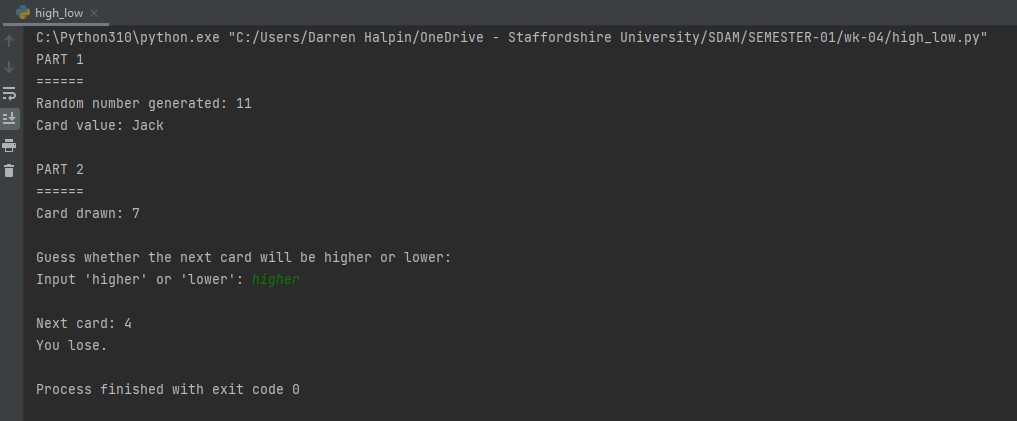 high_low
C:\Python310\python.exe "C:/Users/Darren Halpin/OneDrive - Staffordshire University/SDAM/SEMESTER-01/wk-04/high_low.py"
PART 1
======
Random number generated: 11
Card value: Jack
PART 2
======
Card drawn: 7
Guess whether the next card will be higher or lower:
Input 'higher' or 'lower': higher
Next card: 4
You lose.
Process finished with exit code 0